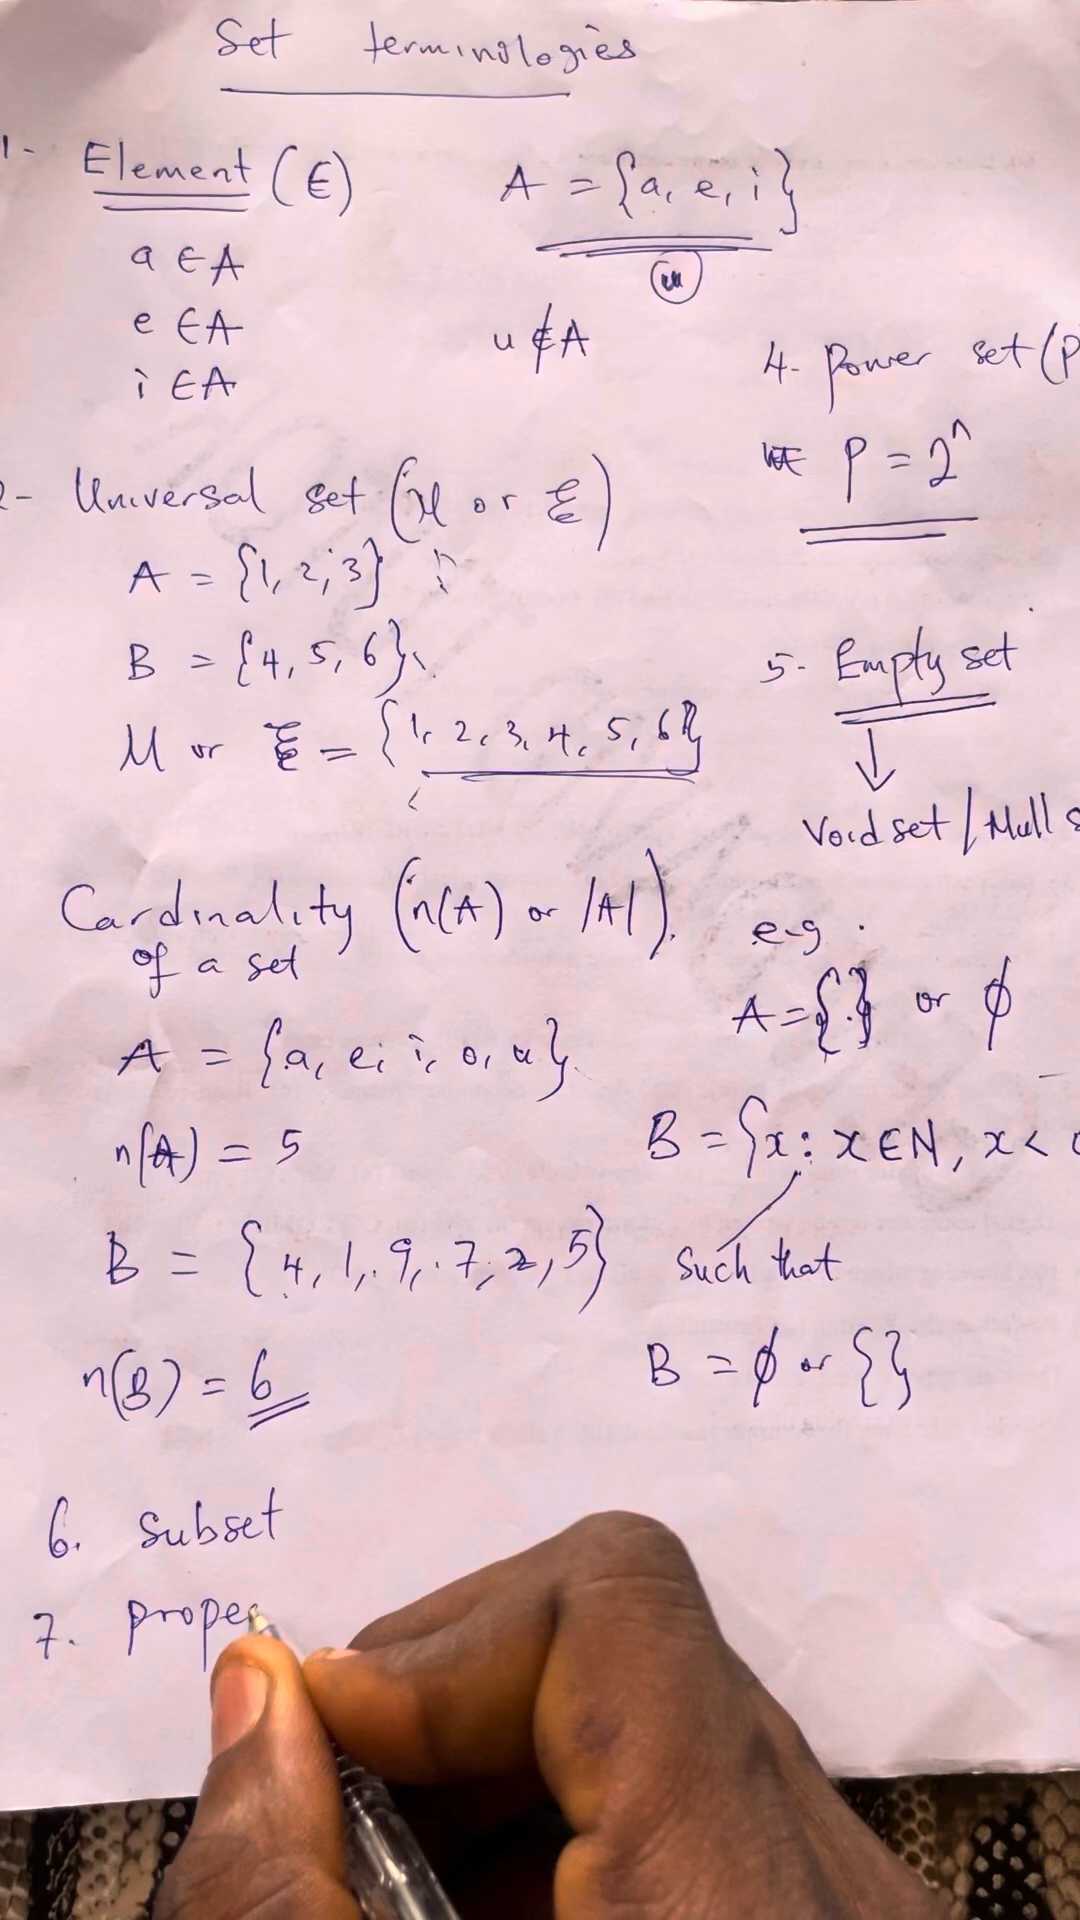 Set terminologies
1- Element (∈)
A = {a, e, i}
a ∈ A
e ∈ A
i ∈ A
u
u ∉ A
2- Universal set (μ or ξ)
A = {1, 2, 3}
B = {4, 5, 6}
μ or ξ = {1, 2, 3, 4, 5, 6}
Cardinality (n(A) or |A|).
of a set
A = {a, e, i, o, u}
n(A) = 5
B = {4, 1, 9, 7, 2, 5}
n(B) = 6
4- Power set (P
P = 2ⁿ
5- Empty set
↓
Void set / Null s
e.g.
A = {.} or ϕ
B = {x : x ∈ N, x <
Such that
B = ϕ or {}
6. Subset
7. prope